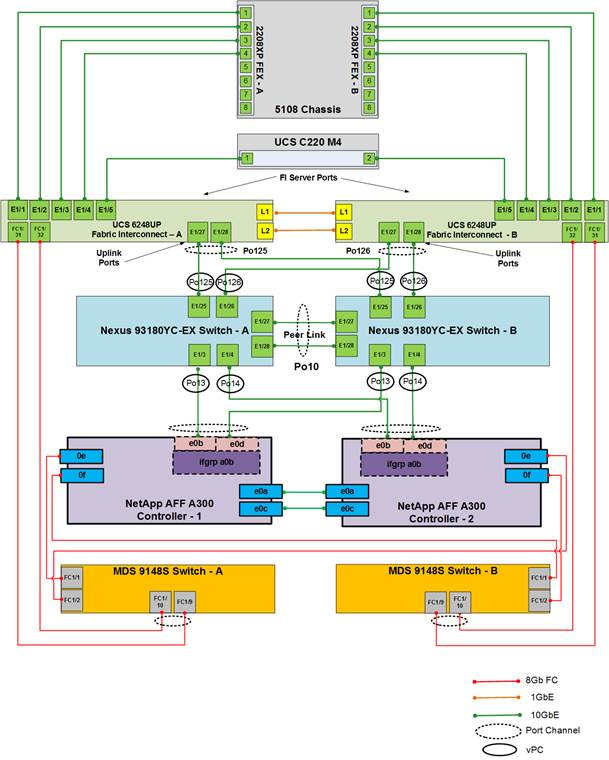 1
2
3
4
5
6
7
8
2208XP FEX - A
2208XP FEX - B
1
2
3
4
5
6
7
8
5108 Chassis
UCS C220 M4
1
2
FI Server Ports
E1/1
E1/2
E1/3
E1/4
E1/5
FC1/
31
FC1/
32
UCS 6248UP
Fabric Interconnect – A
E1/27
E1/28
L1
L2
L1
L2
E1/5
E1/4
E1/3
E1/2
E1/1
FC1/
32
FC1/
31
UCS 6248UP
Fabric Interconnect - B
E1/27
E1/28
Uplink
Ports
Po125
Po126
Uplink
Ports
Po125
Po126
Po125
Po126
E1/25
E1/26
Nexus 93180YC-EX Switch - A
E1/27
E1/28
E1/3
E1/4
Peer Link
Po10
E1/25
E1/26
E1/27
E1/28
Nexus 93180YC-EX Switch - B
E1/3
E1/4
Po13
Po14
Po13
Po14
e0b
e0d
ifgrp a0b
0e
0f
NetApp AFF A300
Controller - 1
e0a
e0c
e0a
e0c
e0b
e0d
ifgrp a0b
0e
0f
NetApp AFF A300
Controller - 2
MDS 9148S Switch - A
FC1/1
FC1/2
FC1/
10
FC1/9
MDS 9148S Switch - B
FC1/1
FC1/2
FC1/9
FC1/
10
8Gb FC
1GbE
10GbE
Port Channel
vPC